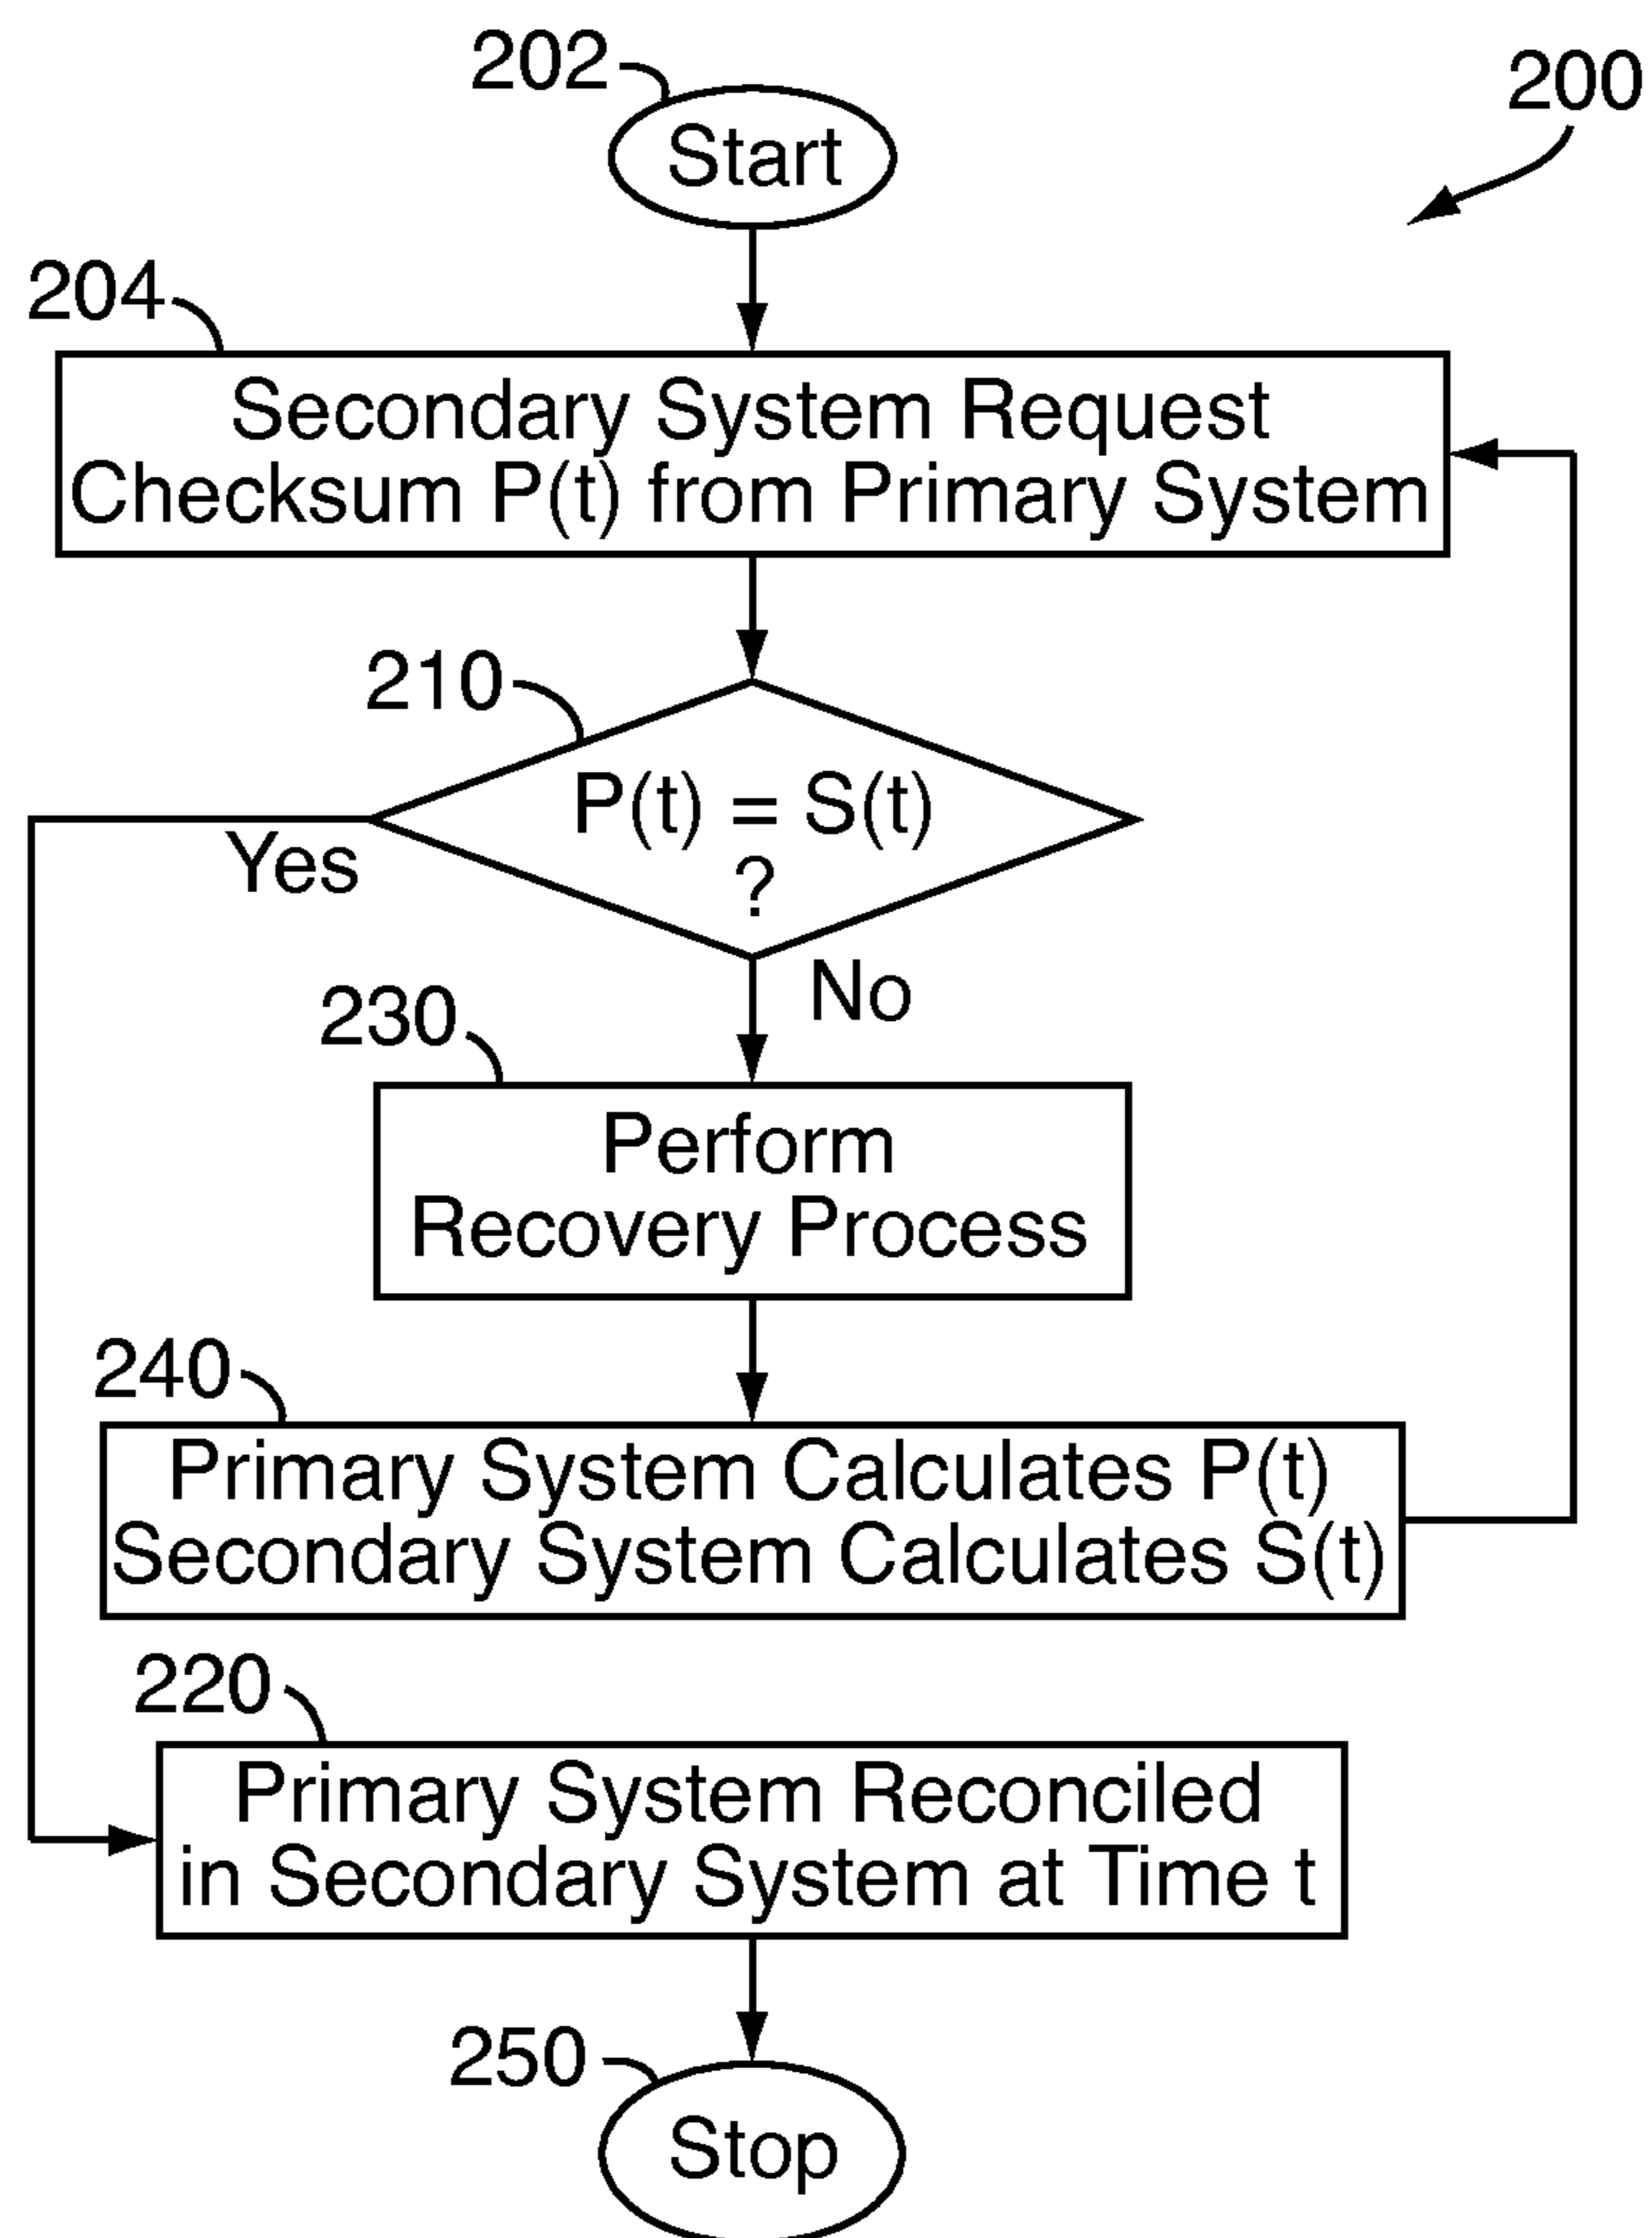 202
Start
200
204
Secondary System Request
Checksum P(t) from Primary System
210
P(t) = S(t)
?
Yes
No
230
Perform
Recovery Process
240
Primary System Calculates P(t)
Secondary System Calculates S(t)
220
Primary System Reconciled
in Secondary System at Time t
250
Stop